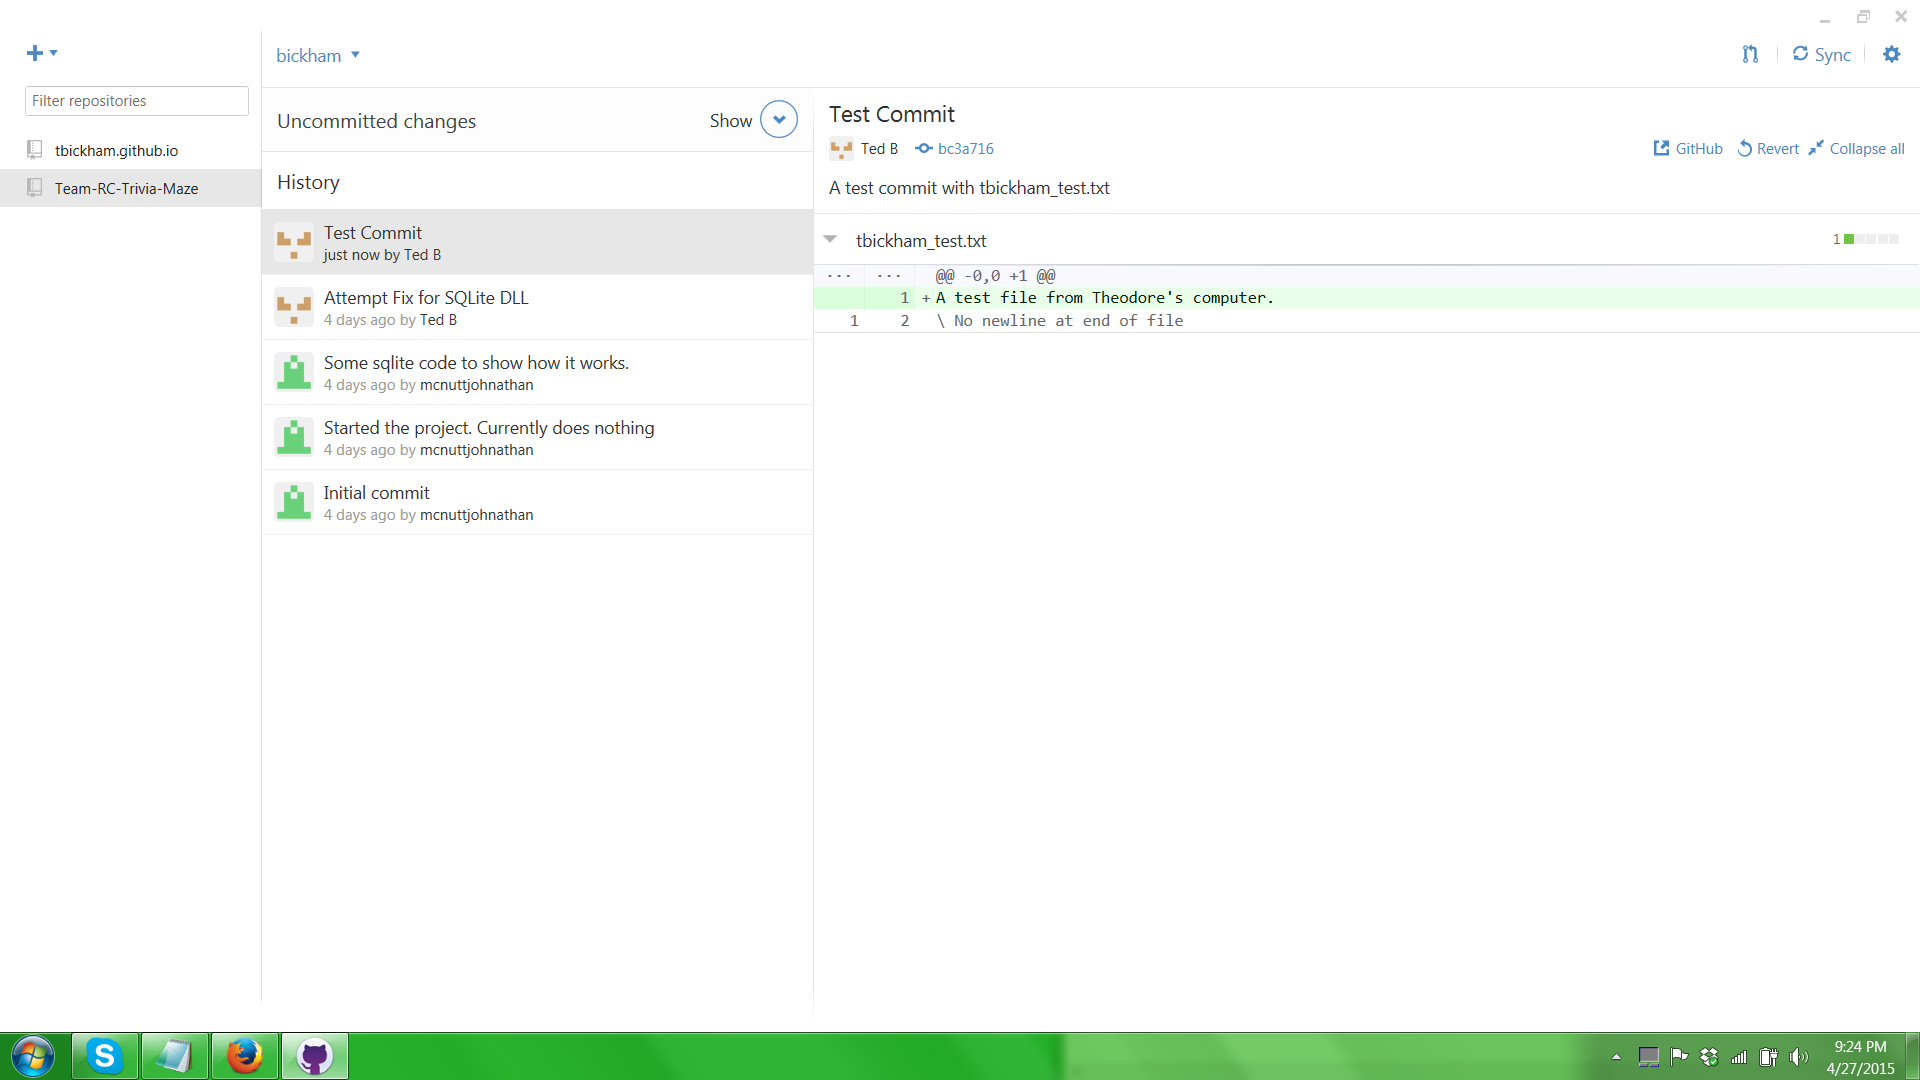 bickham
Sync
Filter repositories
tbickham.github.io
Team-RC-Trivia-Maze
Uncommitted changes
Show
History
Test Commit
just now by Ted B
Attempt Fix for SQLite DLL
4 days ago by Ted B
Some sqlite code to show how it works.
4 days ago by mcnuttjohnathan
Started the project. Currently does nothing
4 days ago by mcnuttjohnathan
Initial commit
4 days ago by mcnuttjohnathan
Test Commit
Ted B bc3a716
GitHub Revert Collapse all
A test commit with tbickham_test.txt
tbickham_test.txt 1
... ... @@ -0,0 +1 @@
1 +A test file from Theodore's computer.
1 2 \ No newline at end of file
9:24 PM
4/27/2015